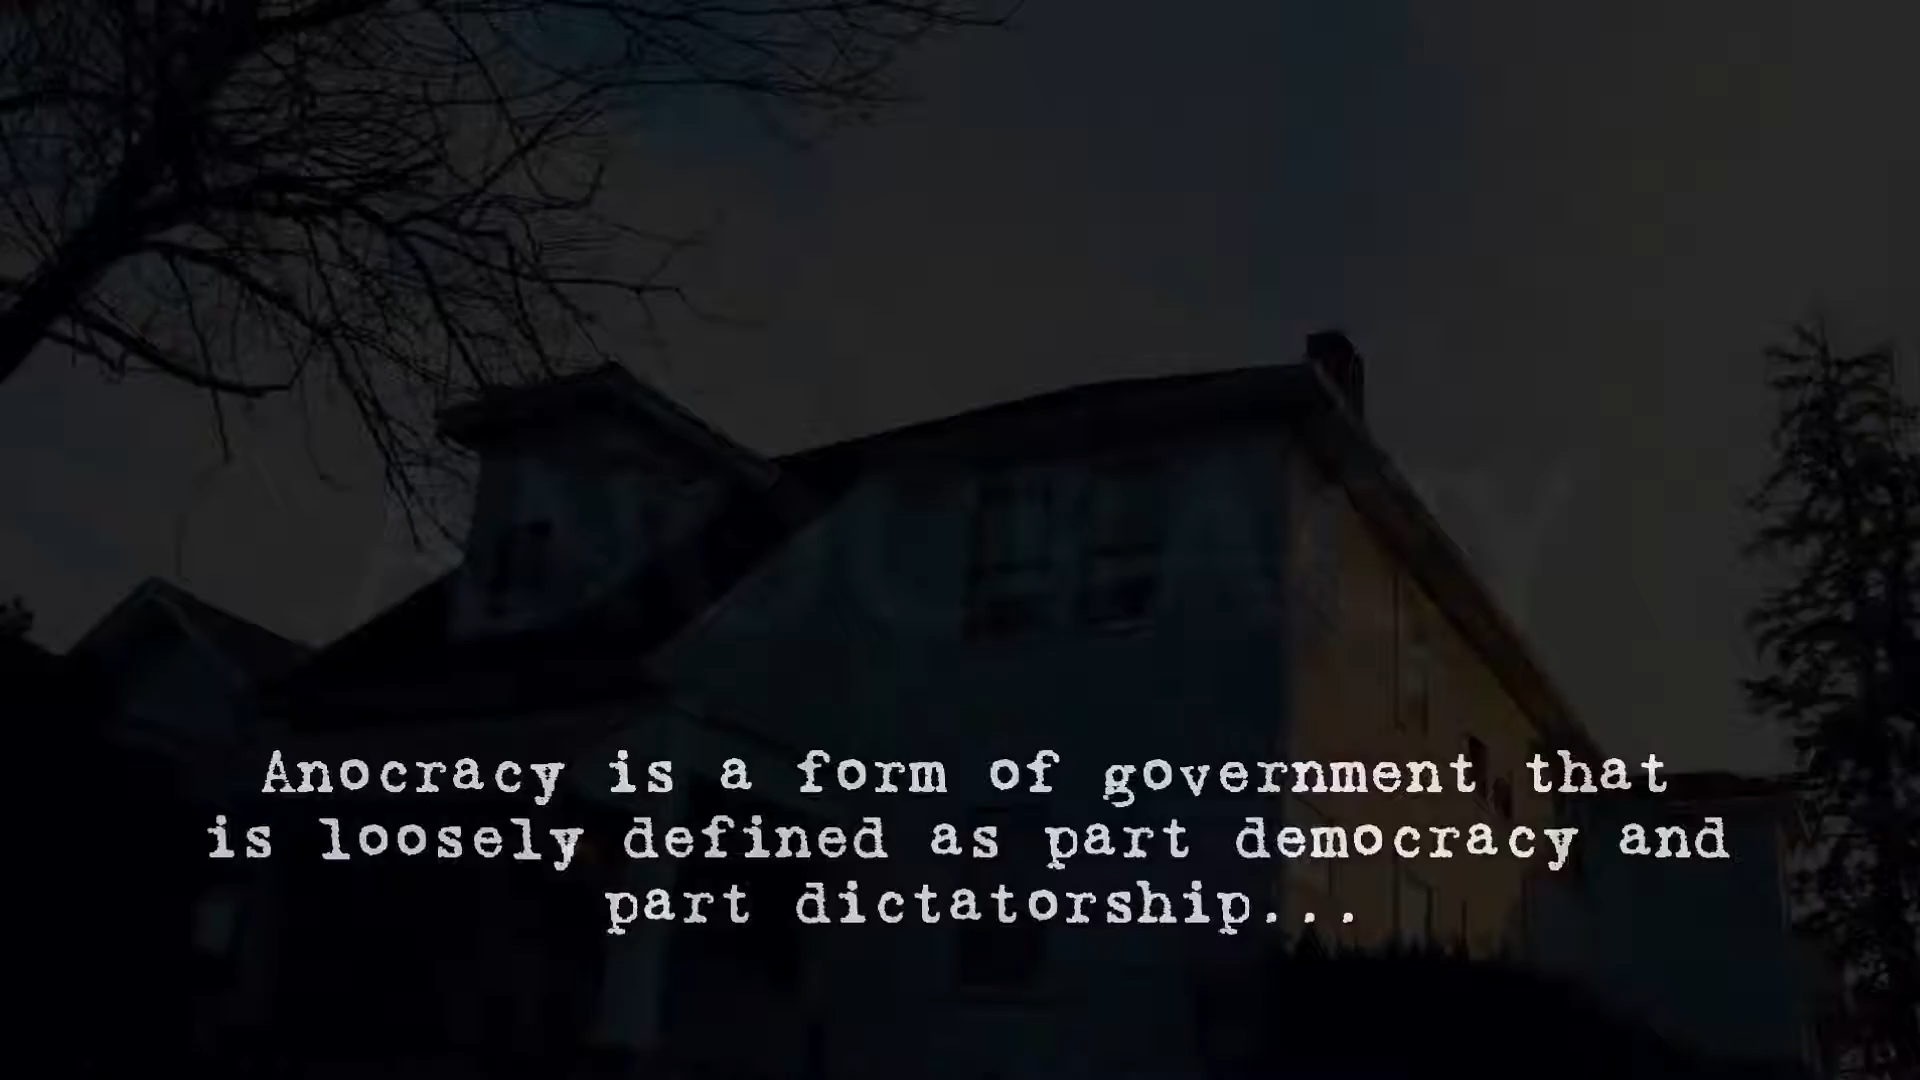 Anocracy is a form of government that
is loosely defined as part democracy and
part dictatorship...